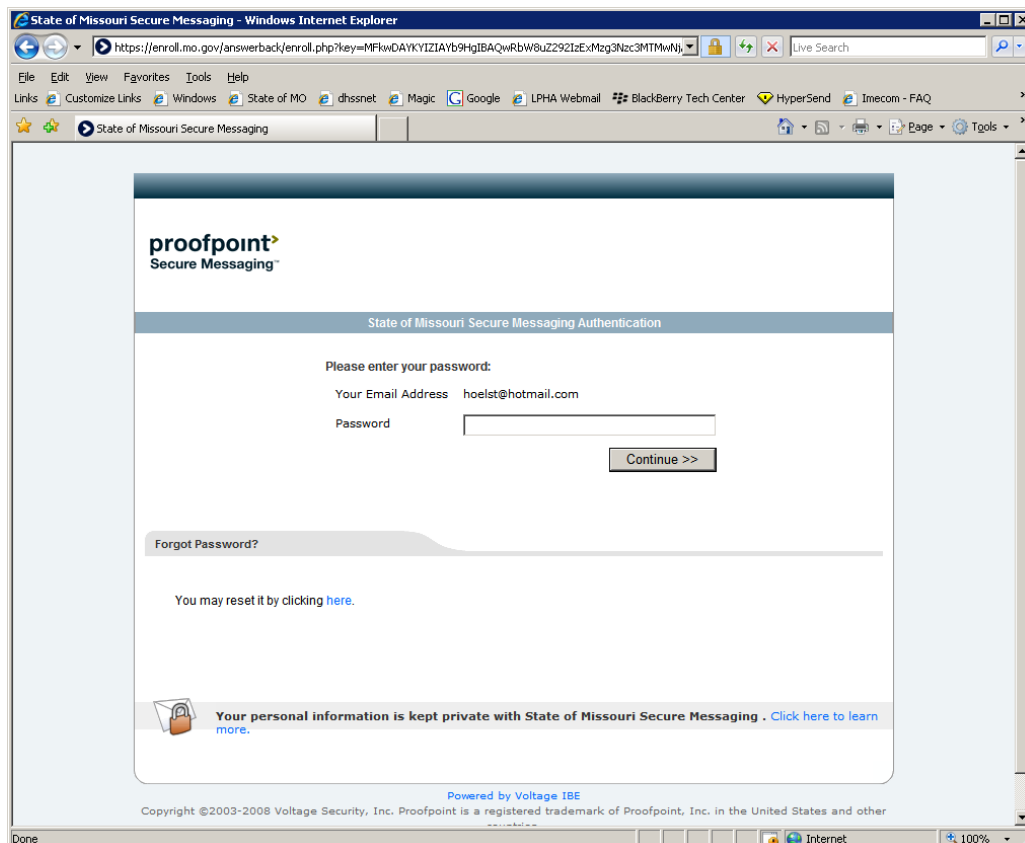 State of Missouri Secure Messaging - Windows Internet Explorer
https://enroll.mo.gov/answerback/enroll.php?key=MFkwDAYKYIZIAYb9HgIBAQwRbW8uZ292IzExMzg3Nzc3MTMwNj
Live Search
File Edit View Favorites Tools Help
Links Customize Links Windows State of MO dhssnet Magic Google LPHA Webmail BlackBerry Tech Center HyperSend Imecom - FAQ
State of Missouri Secure Messaging Page Tools
proofpoint
Secure Messaging™
State of Missouri Secure Messaging Authentication
Please enter your password:
Your Email Address hoelst@hotmail.com
Password
Continue >>
Forgot Password?
You may reset it by clicking here.
Your personal information is kept private with State of Missouri Secure Messaging . Click here to learn
more.
Powered by Voltage IBE
Copyright ©2003-2008 Voltage Security, Inc. Proofpoint is a registered trademark of Proofpoint, Inc. in the United States and other
Done Internet 100%